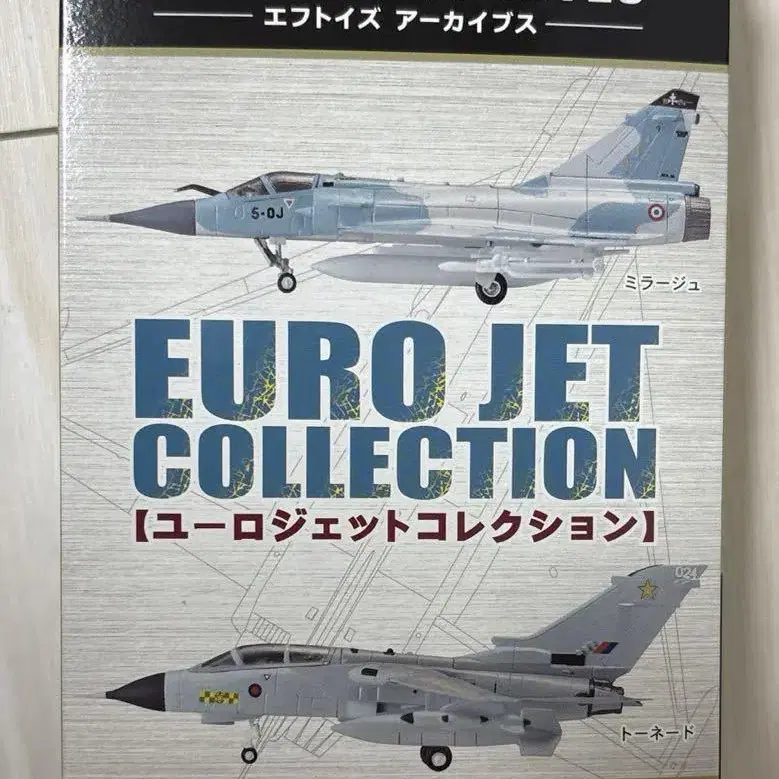 エフトイズ アーカイブス
5-OJ
ミラージュ
EURO JET
COLLECTION
【ユーロジェットコレクション】
024
トーネード